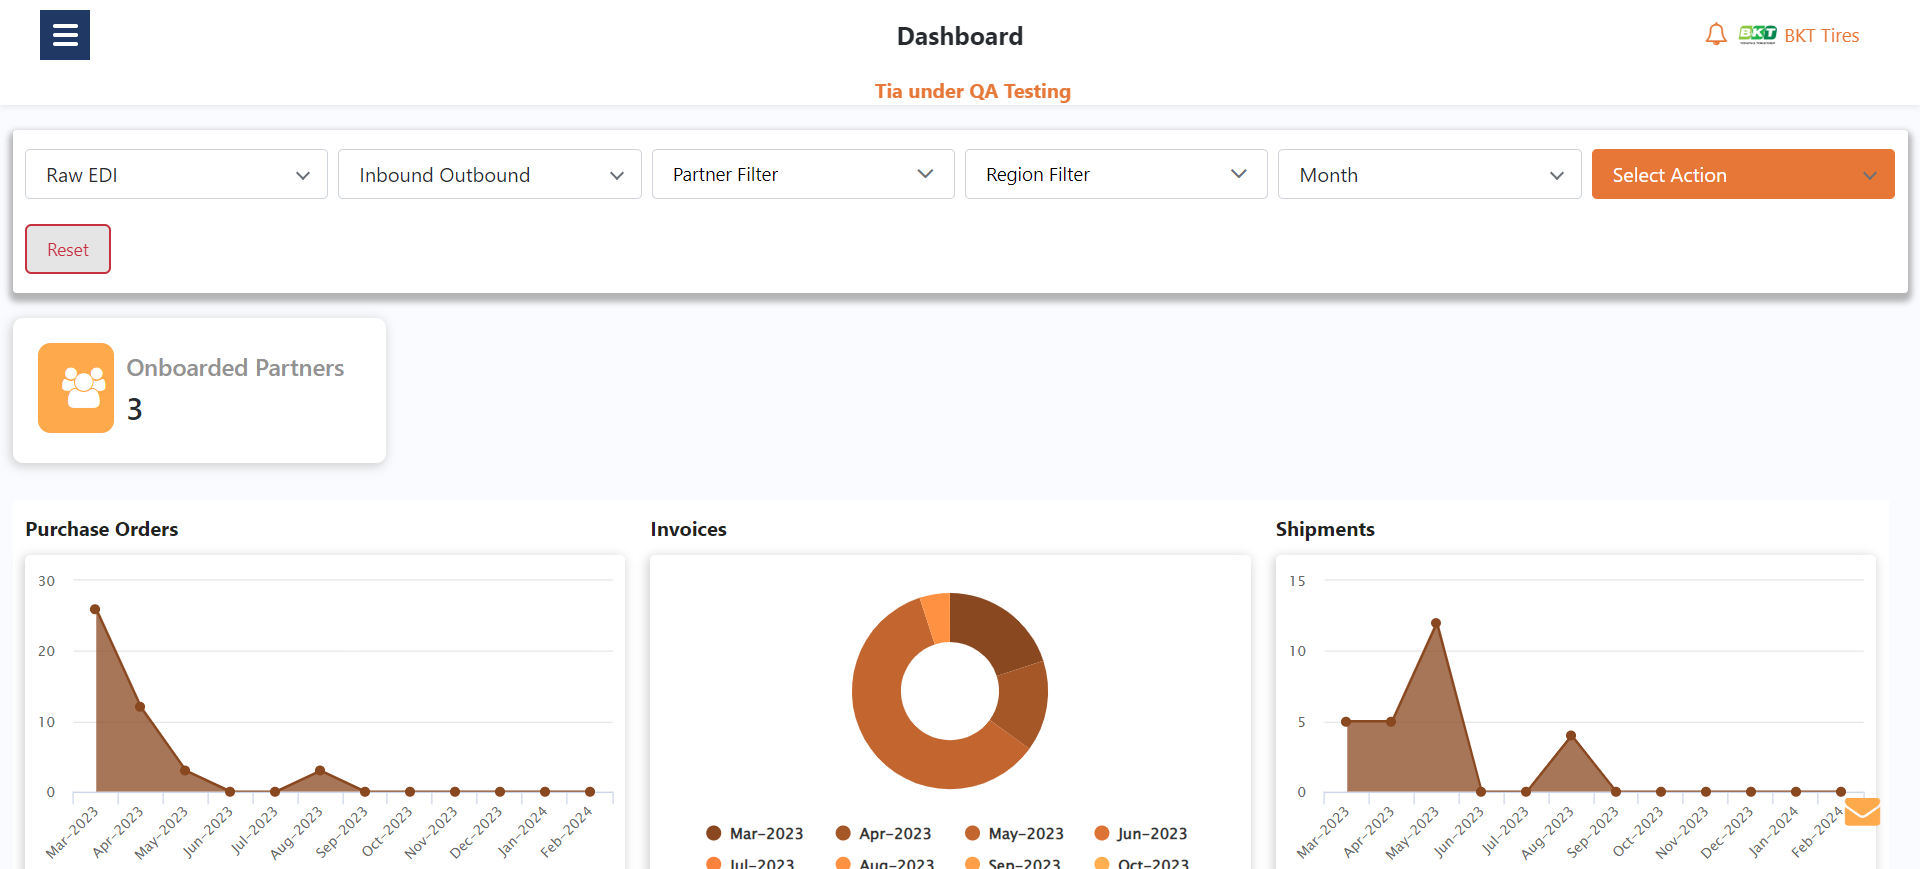 Dashboard
BKT BKT Tires
Tia under QA Testing
Raw EDI
Inbound Outbound
Partner Filter
Region Filter
Month
Select Action
Reset
Onboarded Partners
3
Purchase Orders
30
20
10
0
Mar-2023
Apr-2023
May-2023
Jun-2023
Jul-2023
Aug-2023
Sep-2023
Oct-2023
Nov-2023
Dec-2023
Jan-2024
Feb-2024
Invoices
Mar-2023 Apr-2023 May-2023 Jun-2023
Jul-2023 Aug-2023 Sep-2023 Oct-2023
Shipments
15
10
5
0
Mar-2023
Apr-2023
May-2023
Jun-2023
Jul-2023
Aug-2023
Sep-2023
Oct-2023
Nov-2023
Dec-2023
Jan-2024
Feb-2024